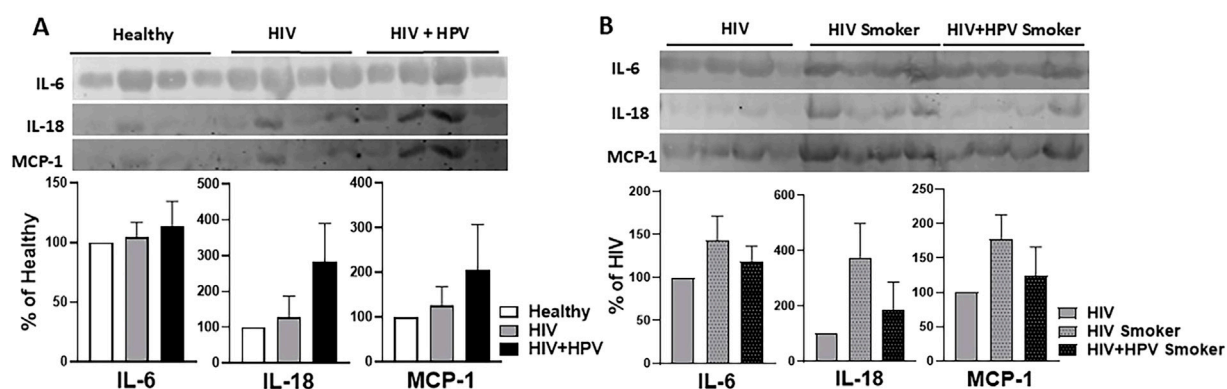 A
Healthy HIV HIV + HPV
IL-6
IL-18
MCP-1
% of Healthy
150
100
50
0
IL-6
500
400
300
200
100
0
IL-18
400
300
200
100
0
MCP-1
Healthy
HIV
HIV+HPV
B
HIV HIV Smoker HIV+HPV Smoker
IL-6
IL-18
MCP-1
% of HIV
200
150
100
50
0
IL-6
600
400
200
0
IL-18
250
200
150
100
50
0
MCP-1
HIV
HIV Smoker
HIV+HPV Smoker